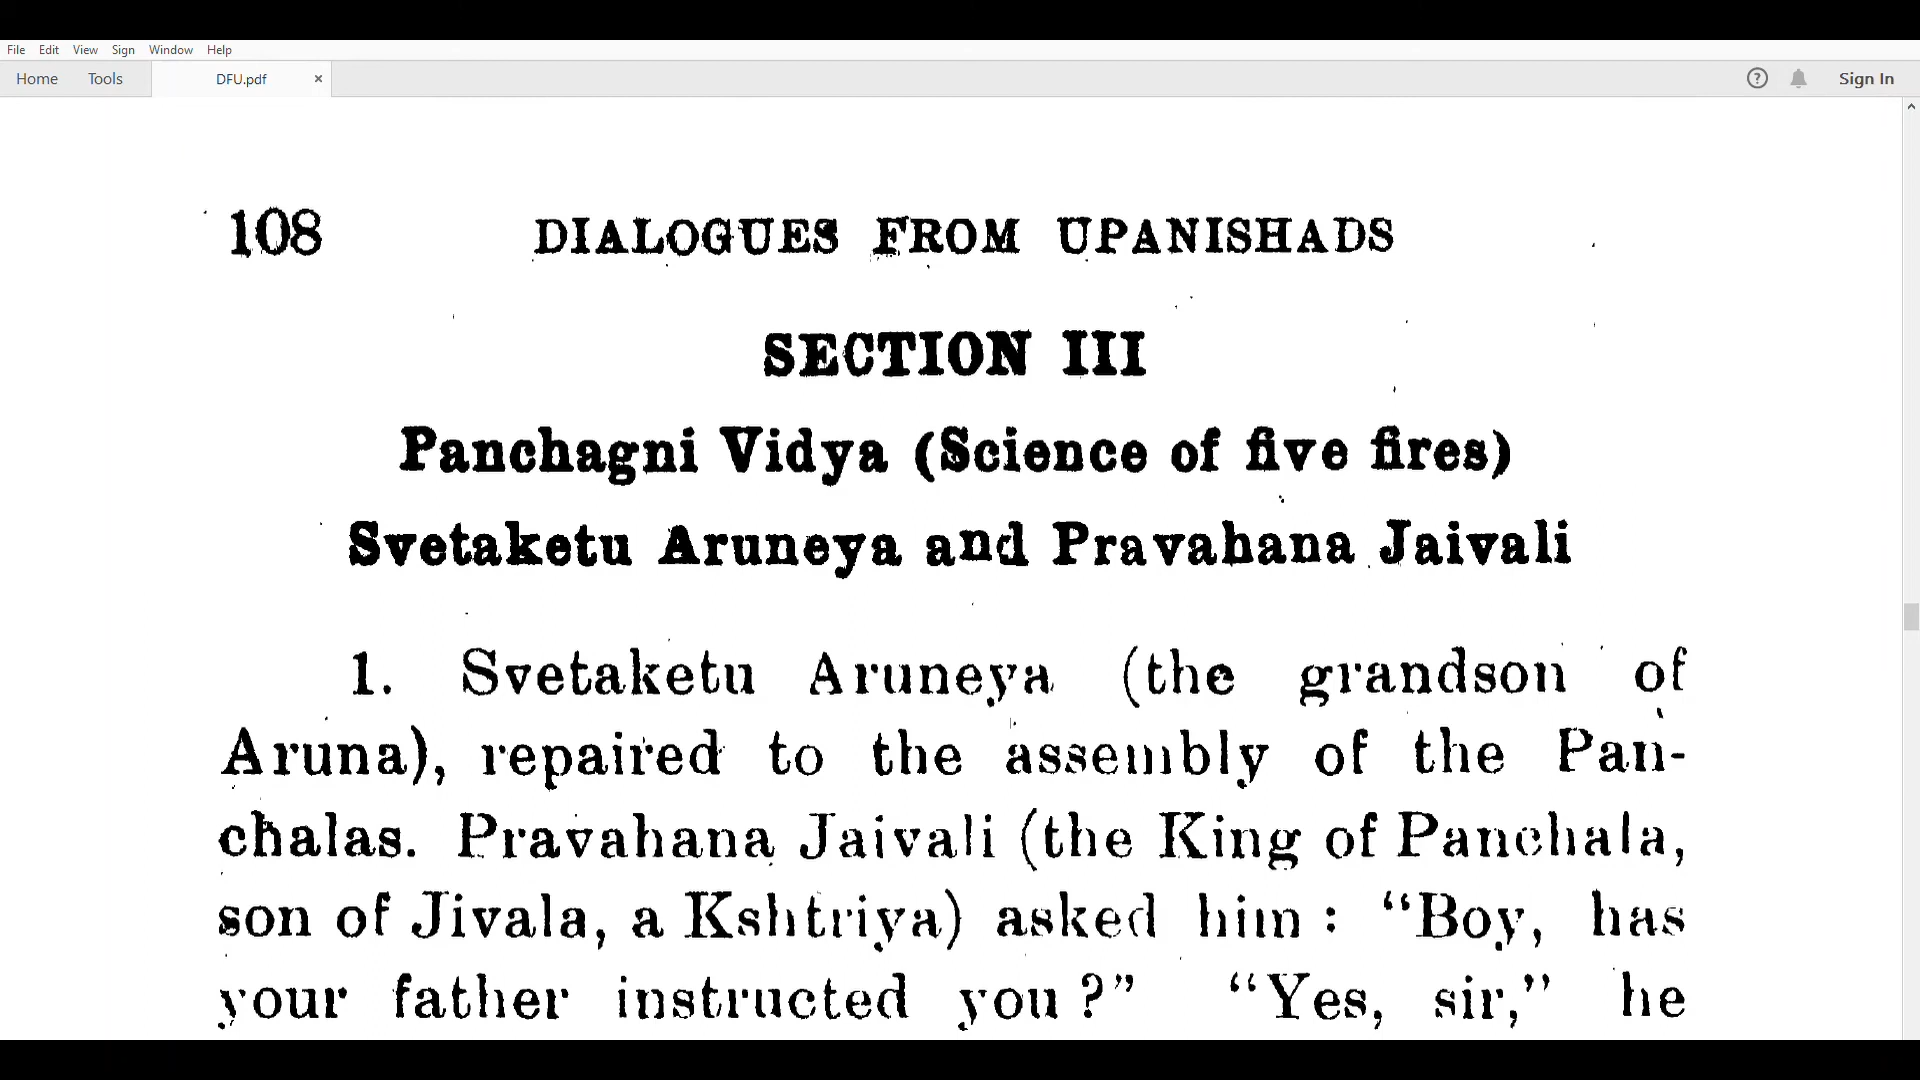 File Edit View Sign Window Help
Home Tools DFU.pdf × ? Sign In
108 DIALOGUES FROM UPANISHADS
SECTION III
Panchagni Vidya (Science of five fires)
Svetaketu Aruneya and Pravahana Jaivali
1. Svetaketu Aruneya (the grandson of
Aruna), repaired to the assembly of the Pan-
chalas. Pravahana Jaivali (the King of Panchala,
son of Jivala, a Kshtriya) asked him : “Boy, has
your father instructed you ?” “Yes, sir,” he